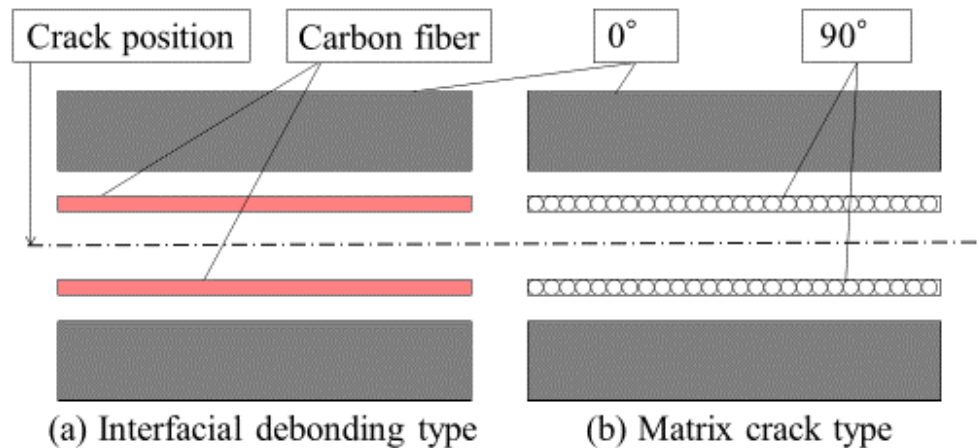 Crack position
Carbon fiber
0°
90°
(a) Interfacial debonding type
(b) Matrix crack type